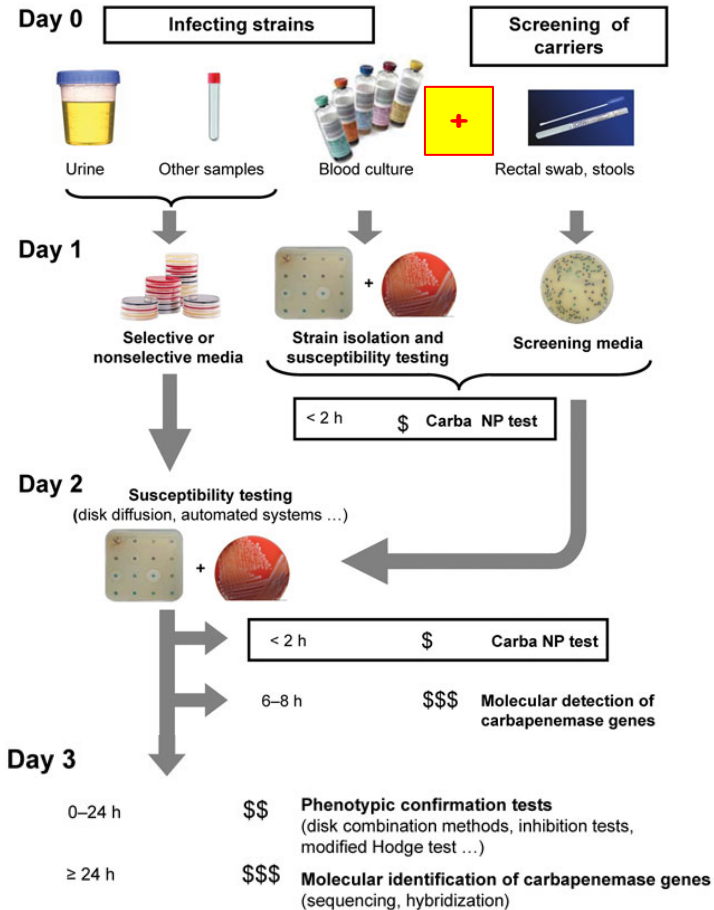 Day 0
Infecting strains
Screening of
carriers
+
Urine
Other samples
Blood culture
Rectal swab, stools
Day 1
+
Selective or
nonselective media
Strain isolation and
susceptibility testing
Screening media
< 2 h $ Carba NP test
Day 2
Susceptibility testing
(disk diffusion, automated systems ...)
+
< 2 h $ Carba NP test
6–8 h $$$ Molecular detection of
carbapenemase genes
Day 3
0–24 h $$ Phenotypic confirmation tests
(disk combination methods, inhibition tests,
modified Hodge test ...)
≥ 24 h $$$ Molecular identification of carbapenemase genes
(sequencing, hybridization)